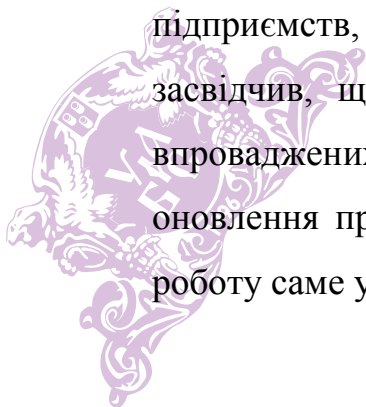 підприємств,
засвідчив, щ
впроваджених
оновлення пр
роботу саме у